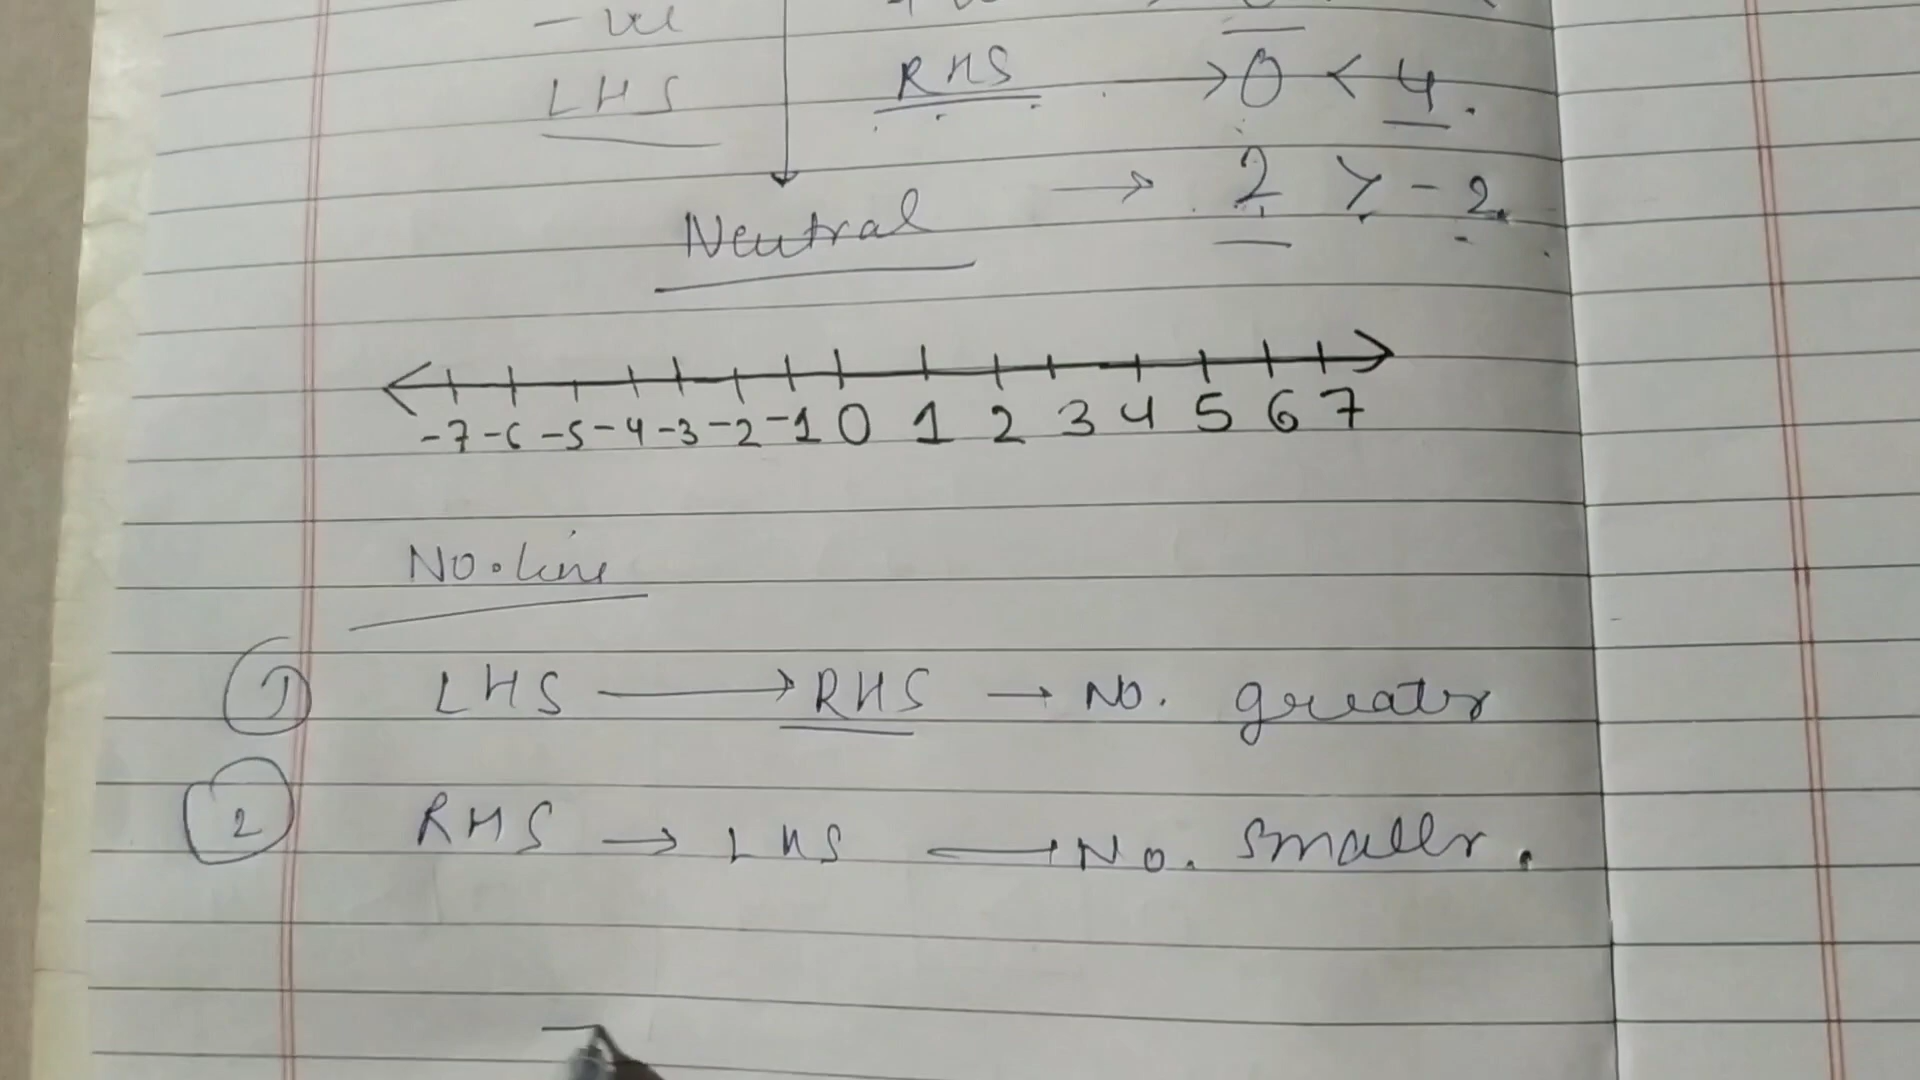 -ve
LHS RHS → 0 < 4.
Neutral → 2 > -2
-7 -6 -5 -4 -3 -2 -1 0 1 2 3 4 5 6 7
No. line
1 LHS → RHS → No. greater
2 RHS → LHS → No. smaller.